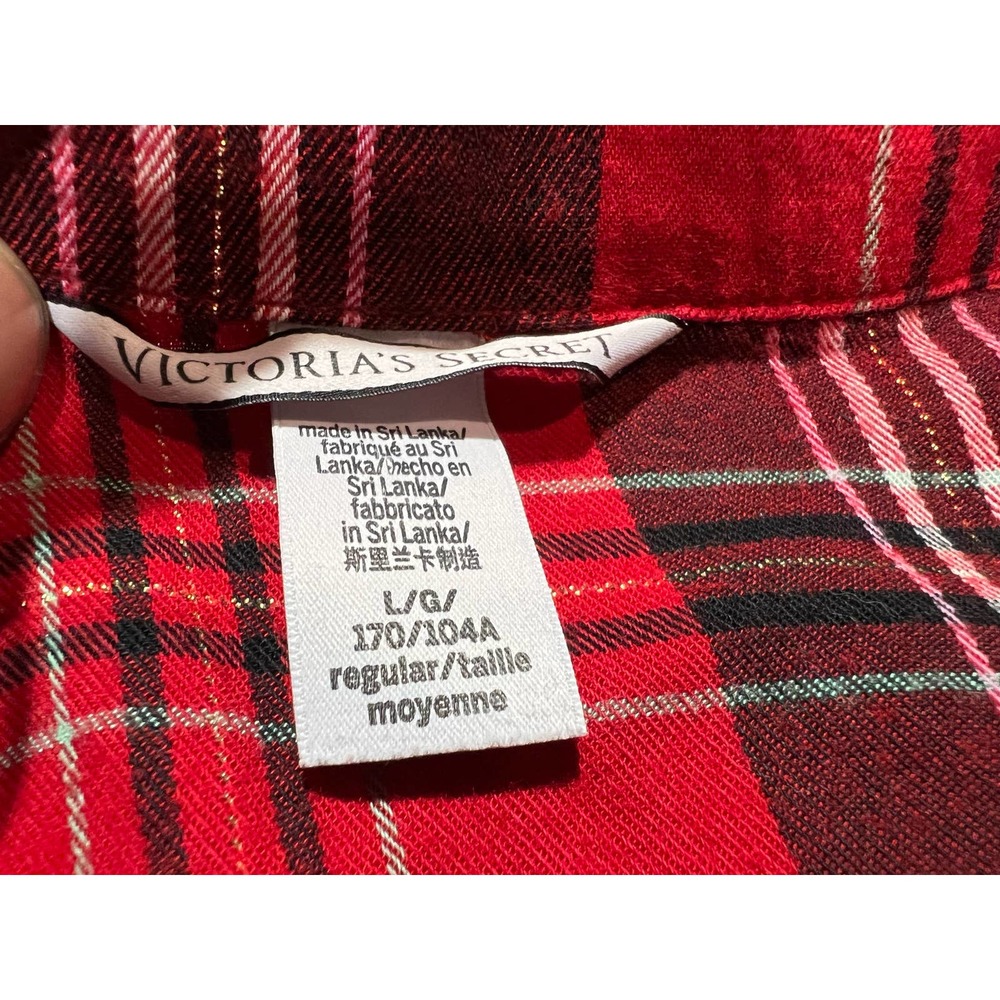 VICTORIA'S SECRET
made in Sri Lanka/
fabriqué au Sri
Lanka/hecho en
Sri Lanka/
fabbricato
in Sri Lanka/
斯里兰卡制造
L/G/
170/104A
regular/taille
moyenne